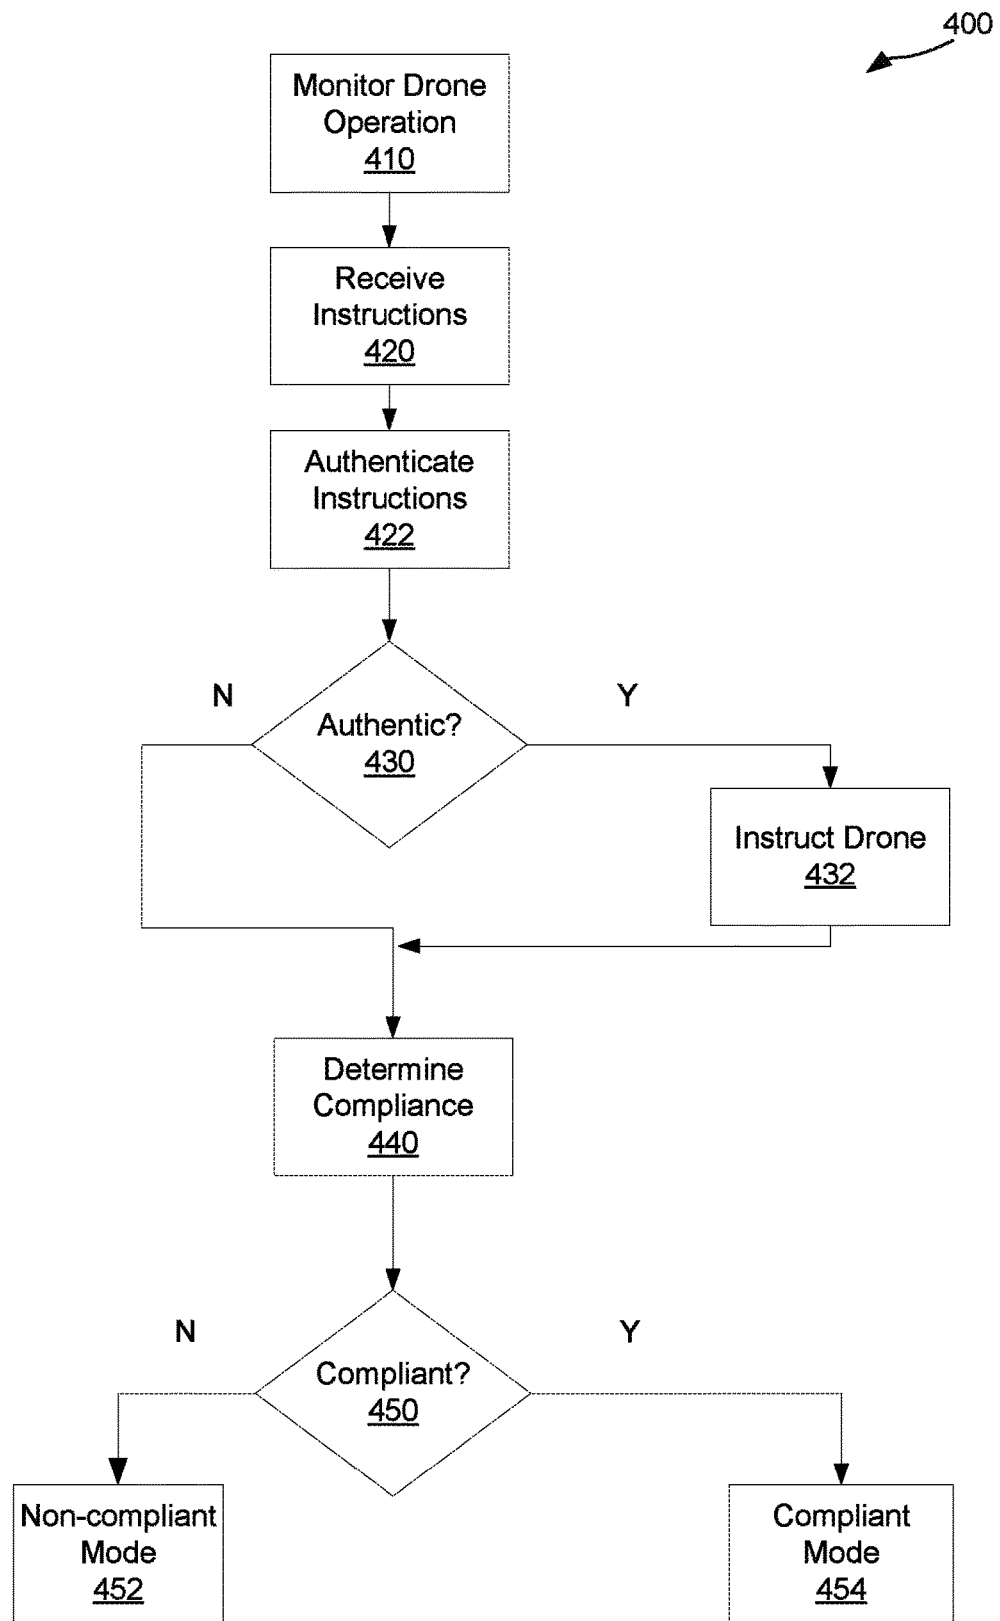 400
Monitor Drone
Operation
410
Receive
Instructions
420
Authenticate
Instructions
422
N
Y
Authentic?
430
Instruct Drone
432
Determine
Compliance
440
N
Y
Compliant?
450
Non-compliant
Mode
452
Compliant
Mode
454